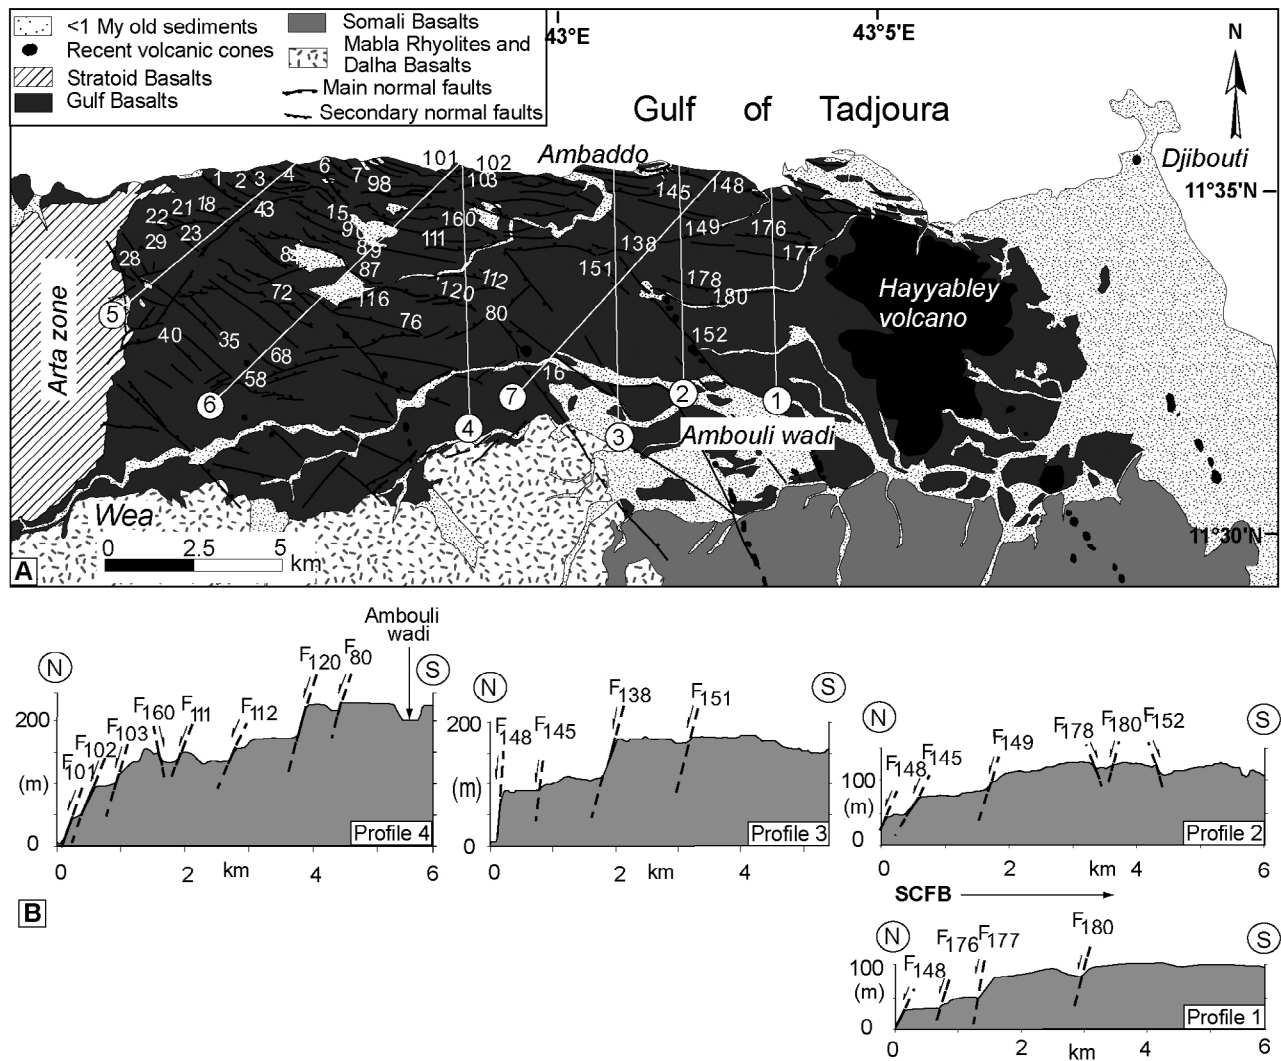 <1 My old sediments
Recent volcanic cones
Stratoid Basalts
Gulf Basalts
Somali Basalts
Mabla Rhyolites and
Dalha Basalts
Main normal faults
Secondary normal faults
43°E
43°5'E
N
Gulf of Tadjoura
Ambaddo
Djibouti
11°35'N
101
102
103
1
2
3
4
6
7
98
145
148
22
21
18
43
15
160
149
176
29
23
111
138
177
28
87
151
112
178
72
116
120
180
Hayyabley
volcano
5
40
35
76
80
152
68
58
16
Arta zone
6
7
4
3
2
1
Ambouli wadi
Wea
11°30'N
0 2.5 5
km
A
Ambouli
wadi
N
S
F101
F102
F103
F160
F111
F112
F120
F80
200
(m)
0
Profile 4
0 2 km 4 6
N
S
F148
F145
F138
F151
200
(m)
0
Profile 3
0 2 km 4
N
S
F148
F145
F149
F178
F180
F152
100
(m)
0
Profile 2
0 2 km 4 6
SCFB
B
N
S
F148
F176
F177
F180
100
(m)
0
Profile 1
0 2 km 4 6